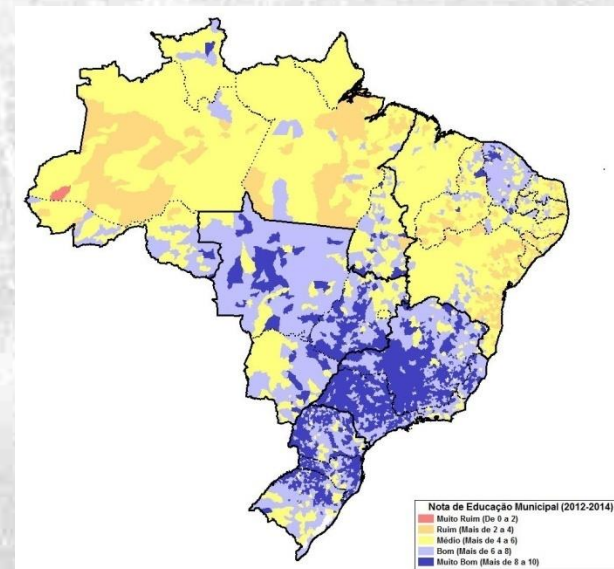 Nota de Educação Municipal (2012-2014)
Muito Ruim (De 0 a 2)
Ruim (Mais de 2 a 4)
Médio (Mais de 4 a 6)
Bom (Mais de 6 a 8)
Muito Bom (Mais de 8 a 10)